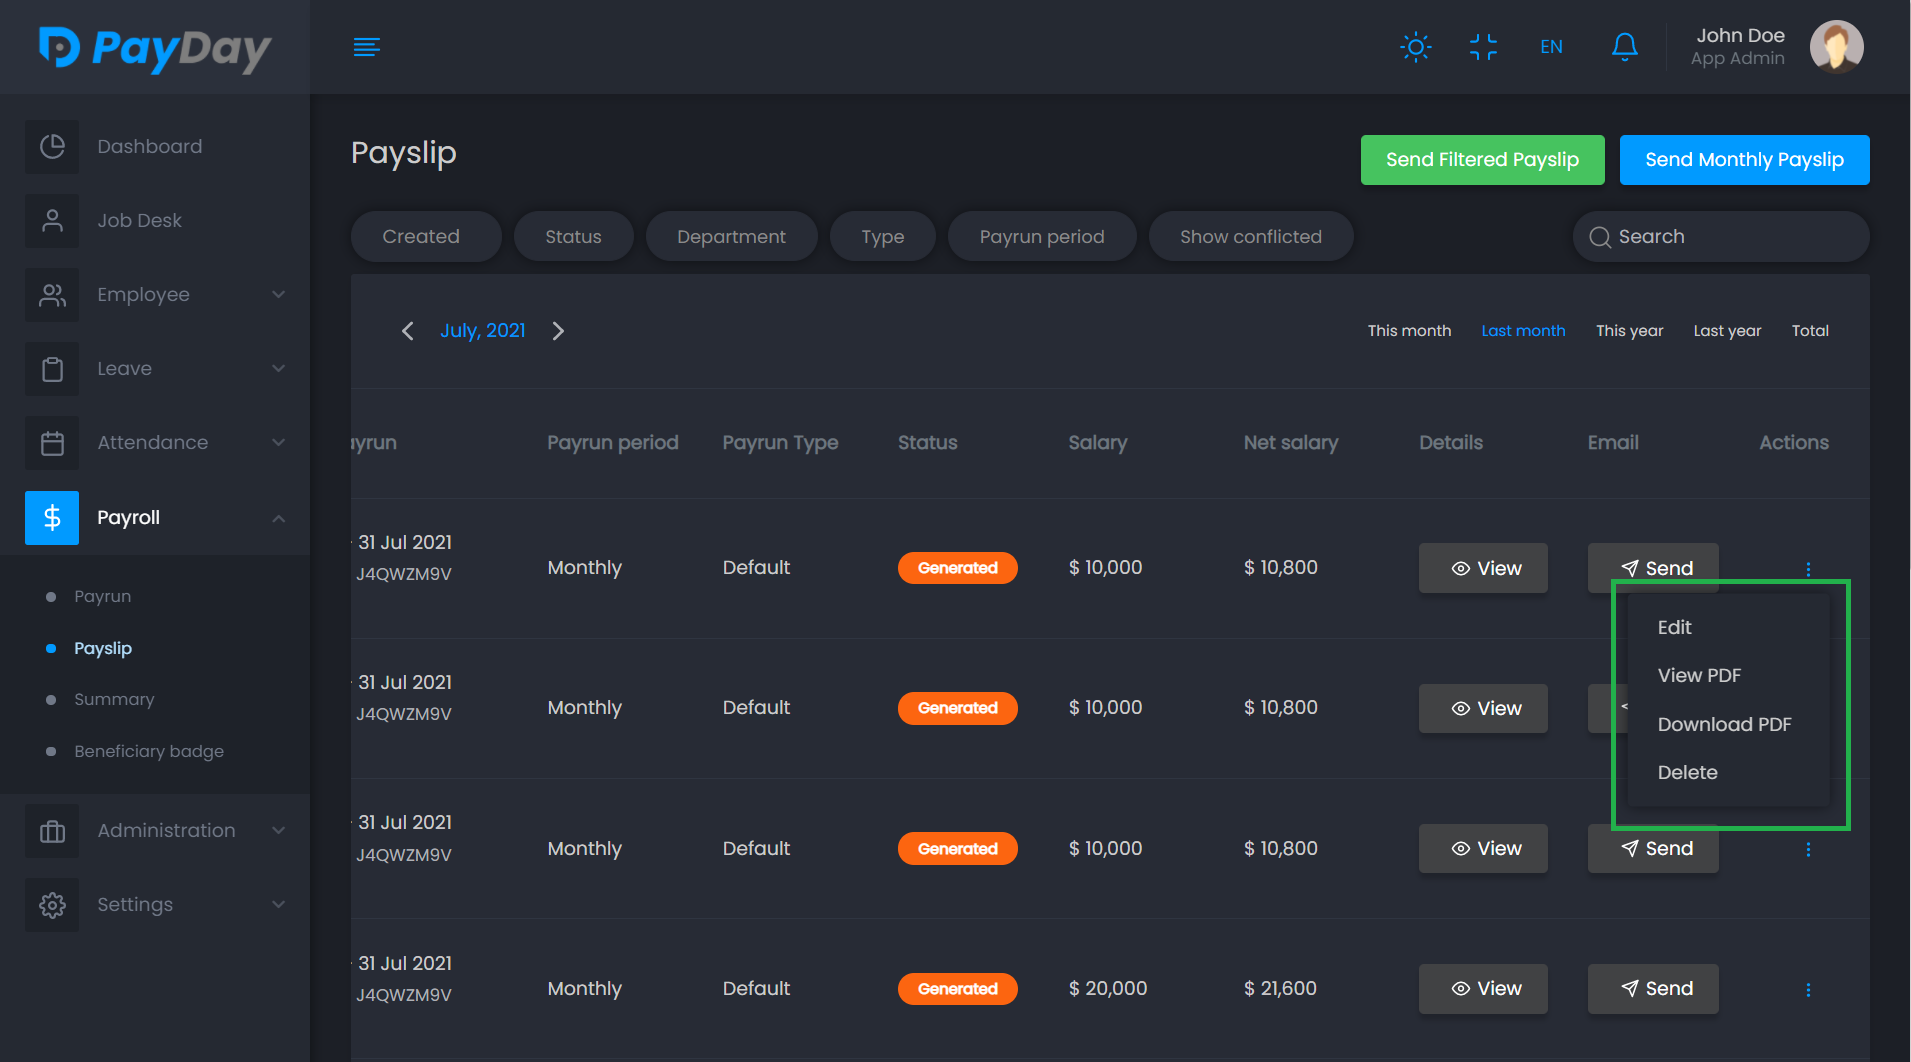 PayDay
EN
John Doe
App Admin
Dashboard
Job Desk
Employee
Leave
Attendance
Payroll
Payrun
Payslip
Summary
Beneficiary badge
Administration
Settings
Payslip
Send Filtered Payslip
Send Monthly Payslip
Created
Status
Department
Type
Payrun period
Show conflicted
Search
July, 2021
This month
Last month
This year
Last year
Total
ayrun Payrun period Payrun Type Status Salary Net salary Details Email Actions
31 Jul 2021
J4QWZM9V
Monthly Default Generated $ 10,000 $ 10,800 View Send
Edit
View PDF
Download PDF
Delete
31 Jul 2021
J4QWZM9V
Monthly Default Generated $ 10,000 $ 10,800 View
31 Jul 2021
J4QWZM9V
Monthly Default Generated $ 10,000 $ 10,800 View Send
31 Jul 2021
J4QWZM9V
Monthly Default Generated $ 20,000 $ 21,600 View Send